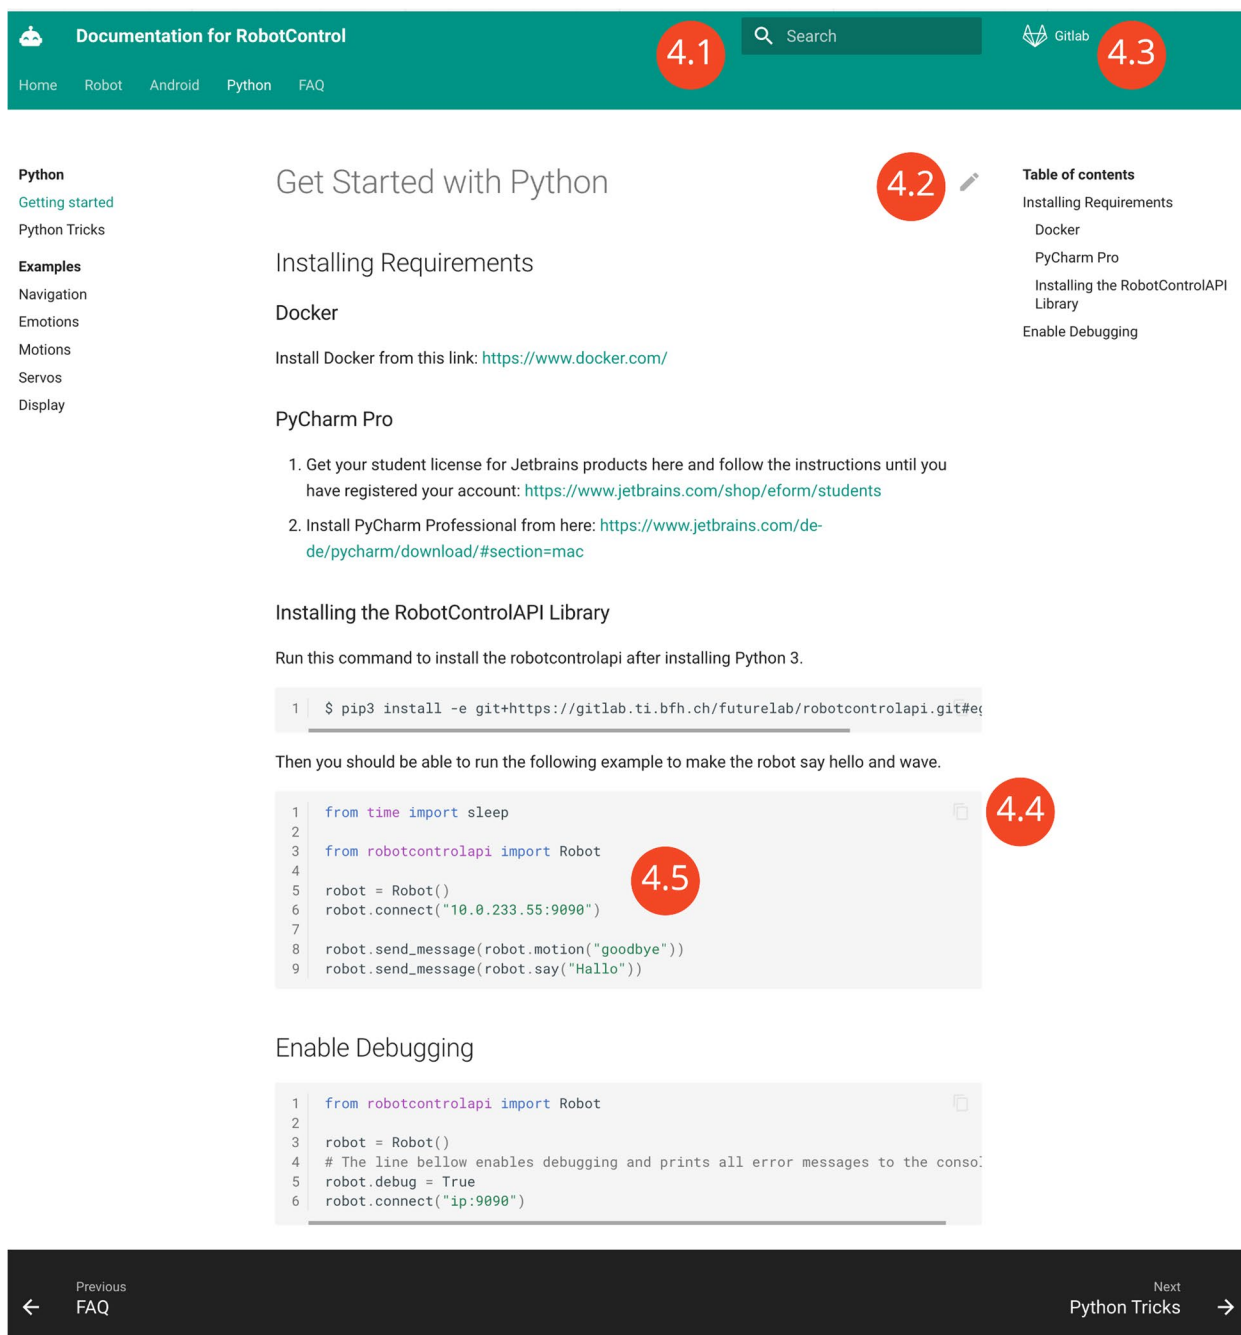 Documentation for RobotControl
4.1
Search
Gitlab
4.3
Home Robot Android Python FAQ
Python
Getting started
Python Tricks
Examples
Navigation
Emotions
Motions
Servos
Display
Get Started with Python
4.2
Installing Requirements
Docker
Install Docker from this link: https://www.docker.com/
PyCharm Pro
1. Get your student license for Jetbrains products here and follow the instructions until you
have registered your account: https://www.jetbrains.com/shop/eform/students
2. Install PyCharm Professional from here: https://www.jetbrains.com/de-
de/pycharm/download/#section=mac
Installing the RobotControlAPI Library
Run this command to install the robotcontrolapi after installing Python 3.
1 $ pip3 install -e git+https://gitlab.ti.bfh.ch/futurelab/robotcontrolapi.git#eg
Then you should be able to run the following example to make the robot say hello and wave.
1 from time import sleep
2
3 from robotcontrolapi import Robot
4
5 robot = Robot()
6 robot.connect("10.0.233.55:9090")
7
8 robot.send_message(robot.motion("goodbye"))
9 robot.send_message(robot.say("Hallo"))
4.4
4.5
Enable Debugging
1 from robotcontrolapi import Robot
2
3 robot = Robot()
4 # The line bellow enables debugging and prints all error messages to the
5 robot.debug = True
6 robot.connect("ip:9090")
Table of contents
Installing Requirements
Docker
PyCharm Pro
Installing the RobotControlAPI
Library
Enable Debugging
Previous
FAQ
Next
Python Tricks